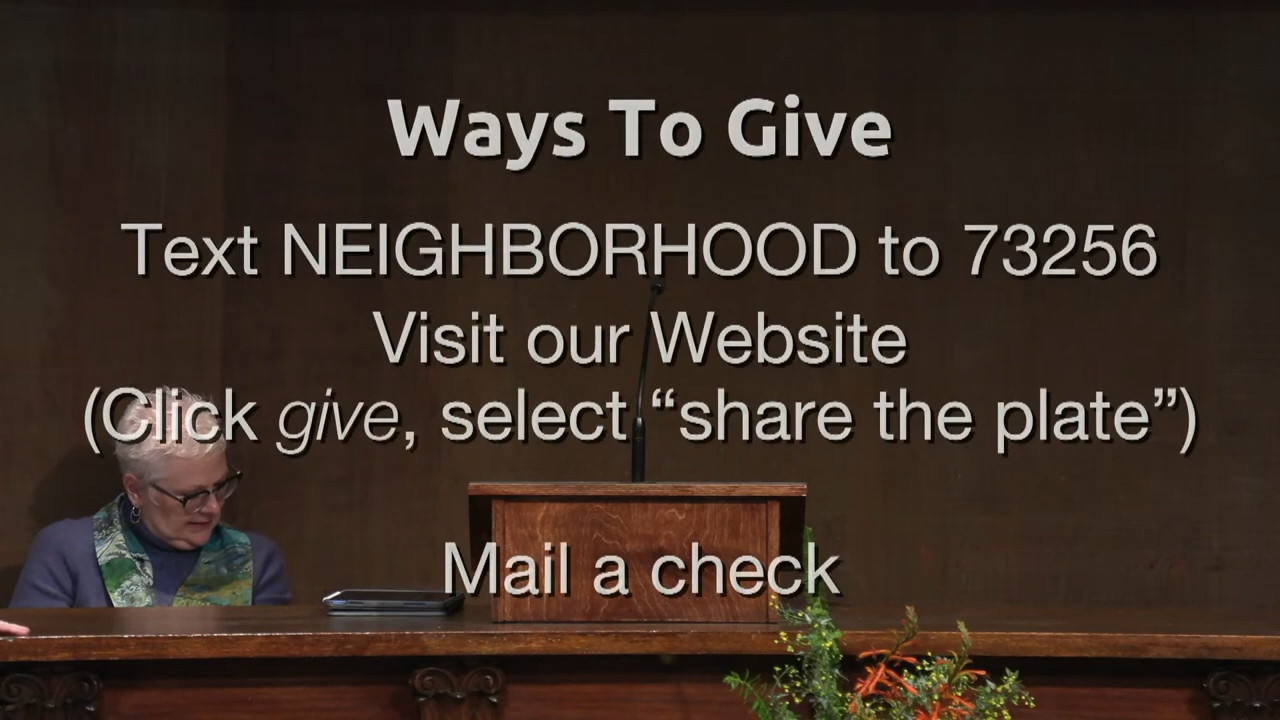 Ways To Give
Text NEIGHBORHOOD to 73256
Visit our Website
(Click give, select “share the plate”)
Mail a check